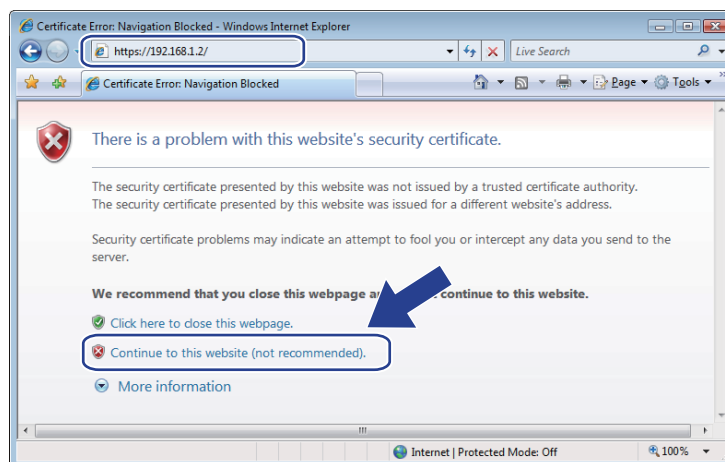 Certificate Error: Navigation Blocked - Windows Internet Explorer
https://192.168.1.2/
Live Search
Certificate Error: Navigation Blocked
Page
Tools
There is a problem with this website's security certificate.
The security certificate presented by this website was not issued by a trusted certificate authority.
The security certificate presented by this website was issued for a different website's address.
Security certificate problems may indicate an attempt to fool you or intercept any data you send to the
server.
We recommend that you close this webpage continue to this website.
Click here to close this webpage.
Continue to this website (not recommended).
More information
Internet | Protected Mode: Off
100%